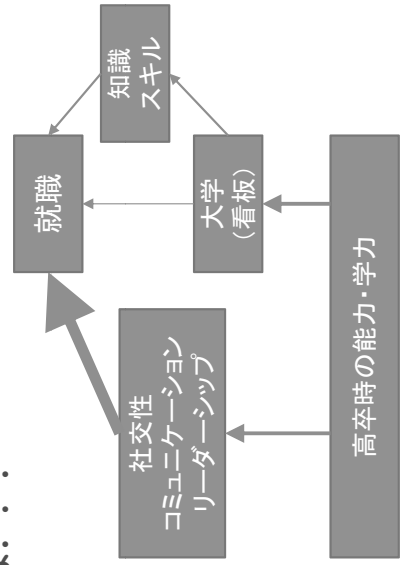 就職
知識
スキル
大学
（看板）
社交性
コミュニケーション
リーダーシップ
高卒時の能力・学力